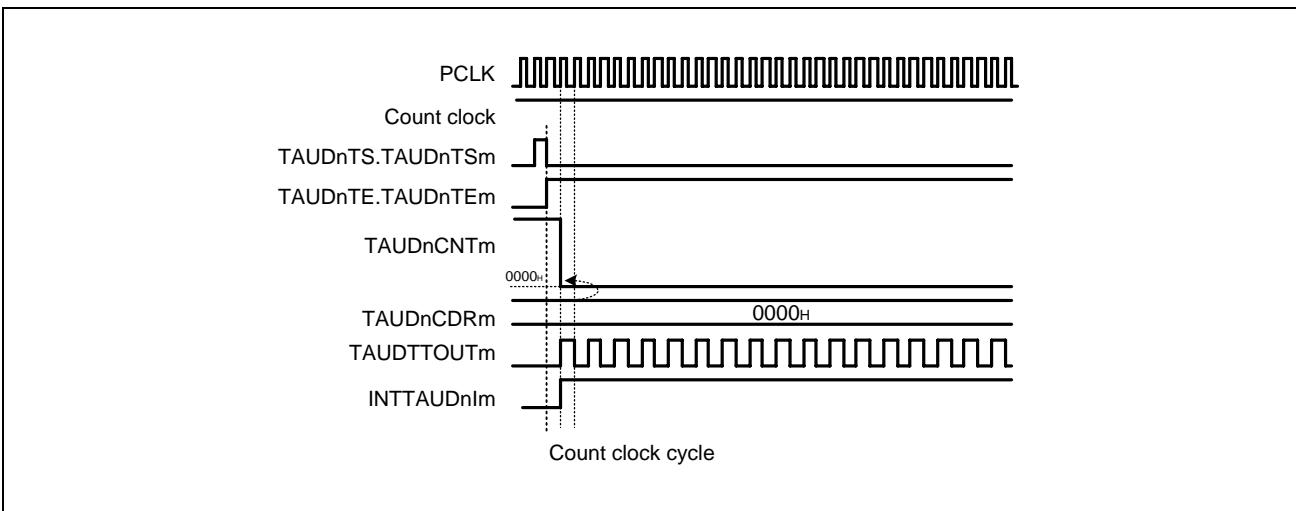 PCLK
Count clock
TAUDnTS.TAUDnTSm
TAUDnTE.TAUDnTEm
TAUDnCNTm
0000H
TAUDnCDRm
0000H
TAUDTTOUTm
INTTAUDnIm
Count clock cycle